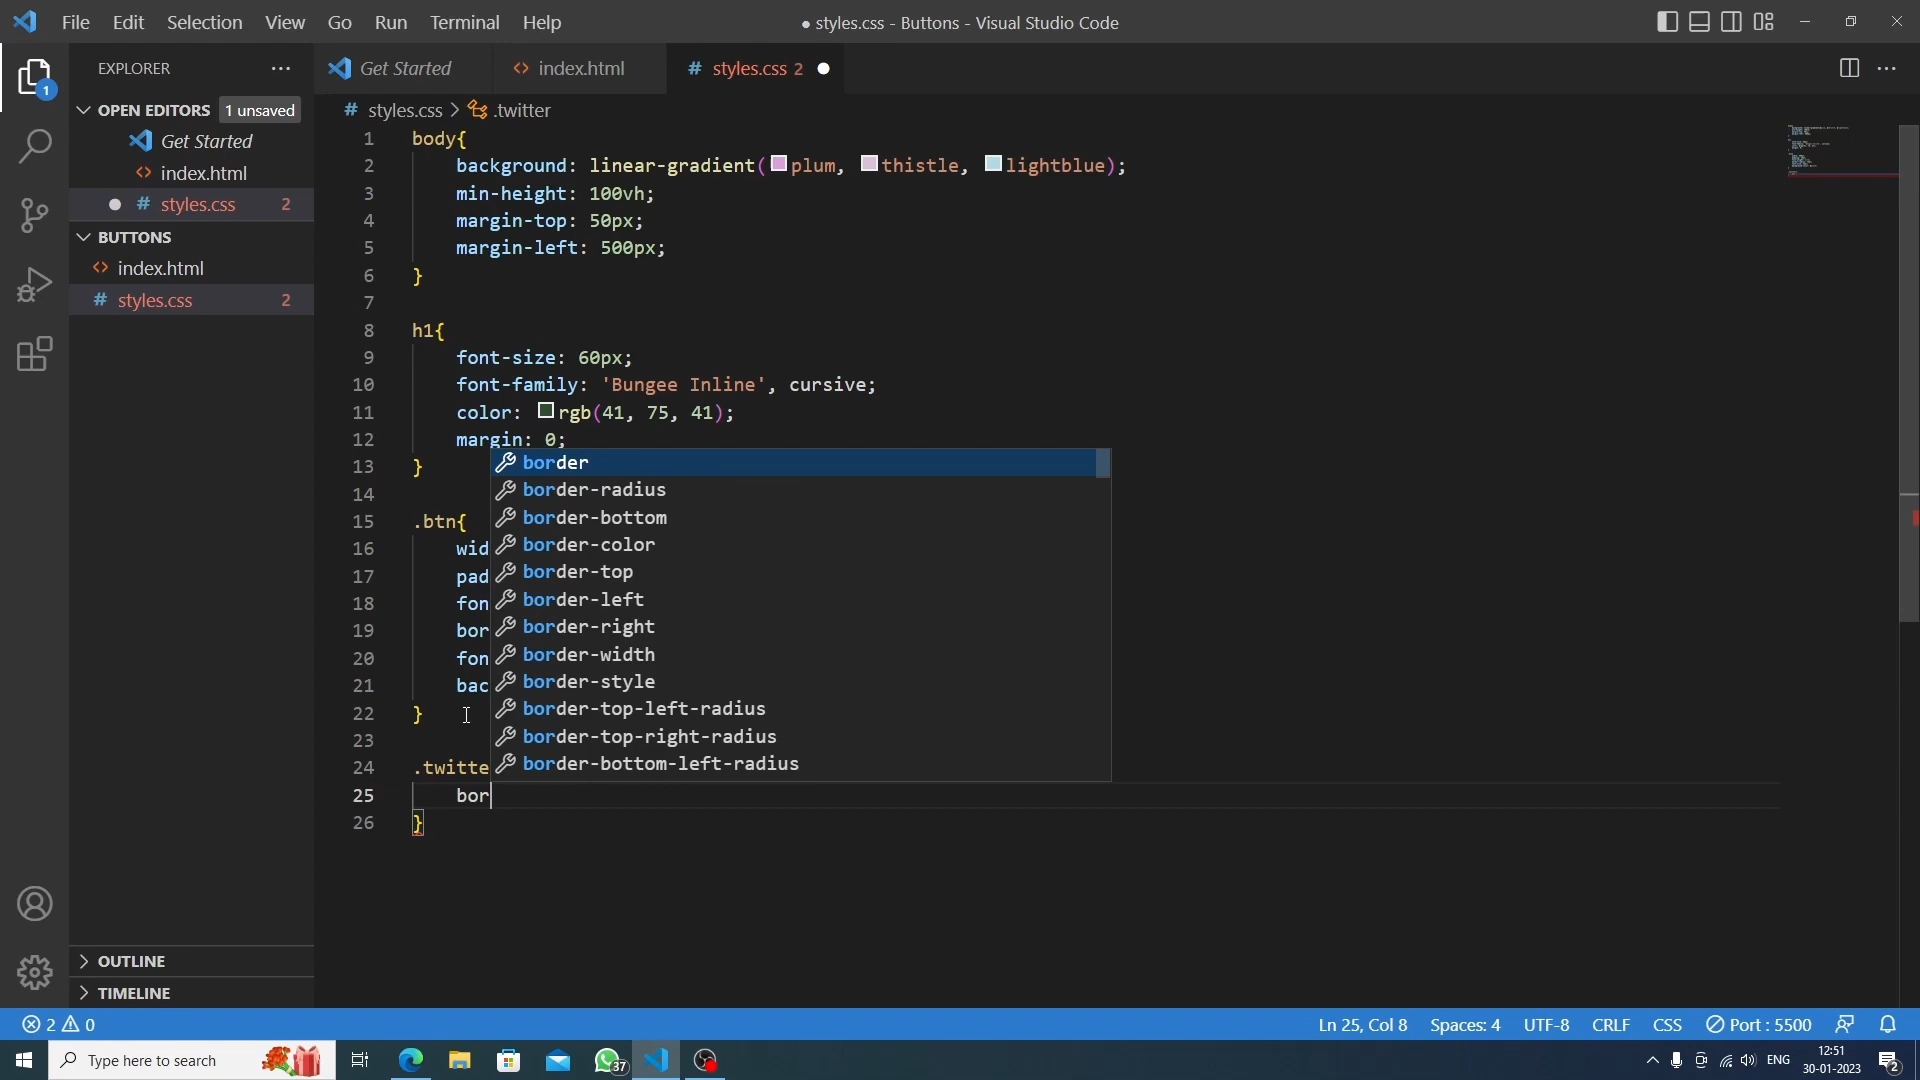 File Edit Selection View Go Run Terminal Help
● styles.css - Buttons - Visual Studio Code
EXPLORER
Get Started
index.html
styles.css 2
OPEN EDITORS 1 unsaved
Get Started
index.html
styles.css 2
BUTTONS
index.html
styles.css 2
styles.css > .twitter
1 body{
2 background: linear-gradient(plum, thistle, lightblue);
3 min-height: 100vh;
4 margin-top: 50px;
5 margin-left: 500px;
6 }
7
8 h1{
9 font-size: 60px;
10 font-family: 'Bungee Inline', cursive;
11 color: rgb(41, 75, 41);
12 margin: 0;
13 }
14
15 .btn{
16 wid
17 pad
18 fon
19 bor
20 fon
21 bac
22 }
23
24 .twitte
25 bor
26 }
border
border-radius
border-bottom
border-color
border-top
border-left
border-right
border-width
border-style
border-top-left-radius
border-top-right-radius
border-bottom-left-radius
OUTLINE
TIMELINE
1
2 0
Ln 25, Col 8 Spaces: 4 UTF-8 CRLF CSS Port : 5500
Type here to search
37
ENG
12:51
30-01-2023
2